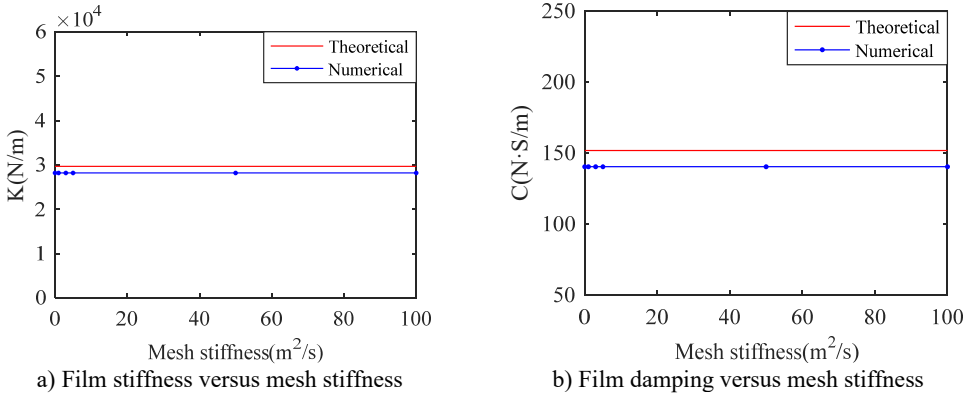 ×10⁴
6
5
4
3
2
1
0
K(N/m)
Theoretical
Numerical
0 20 40 60 80 100
Mesh stiffness(m²/s)
a) Film stiffness versus mesh stiffness
250
200
150
100
50
C(N·S/m)
Theoretical
Numerical
0 20 40 60 80 100
Mesh stiffness(m²/s)
b) Film damping versus mesh stiffness